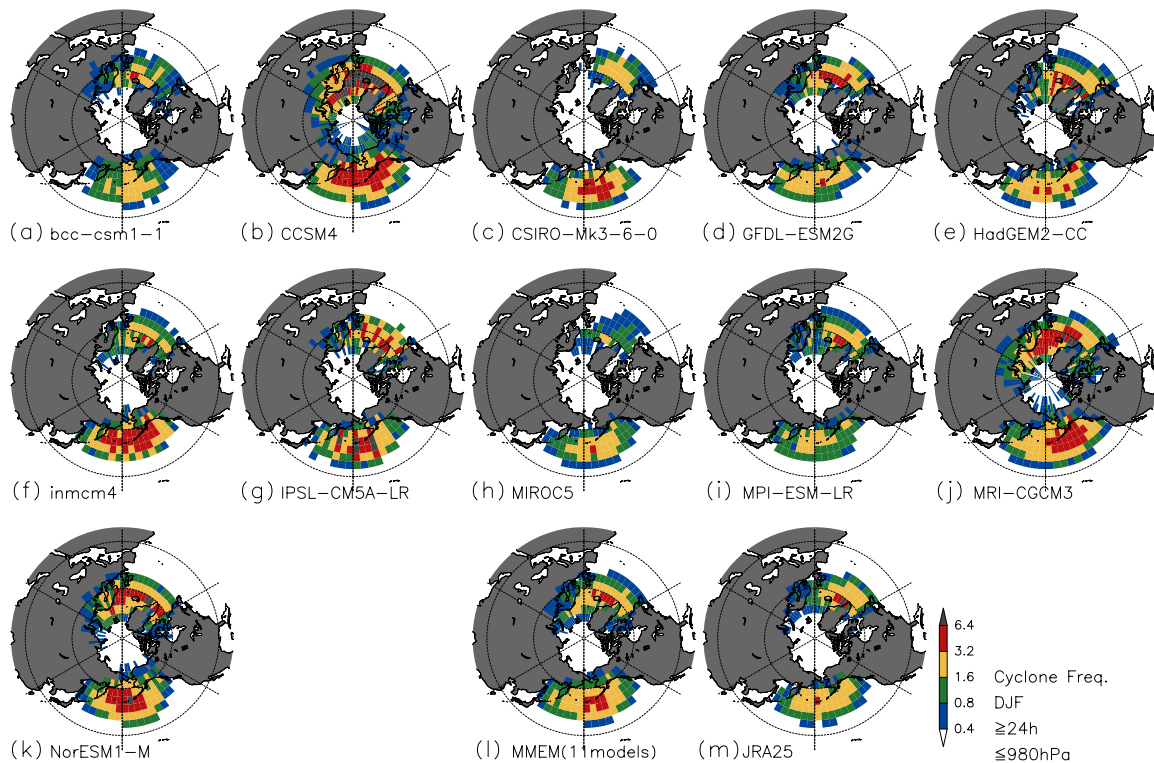 (a) bcc-csm1-1
(b) CCSM4
(c) CSIRO-Mk3-6-0
(d) GFDL-ESM2G
(e) HadGEM2-CC
(f) inmcm4
(g) IPSL-CM5A-LR
(h) MIROC5
(i) MPI-ESM-LR
(j) MRI-CGCM3
(k) NorESM1-M
(l) MMEM(11models)
(m) JRA25
6.4
3.2
1.6
0.8
0.4
Cyclone Freq.
DJF
≧24h
≦980hPa